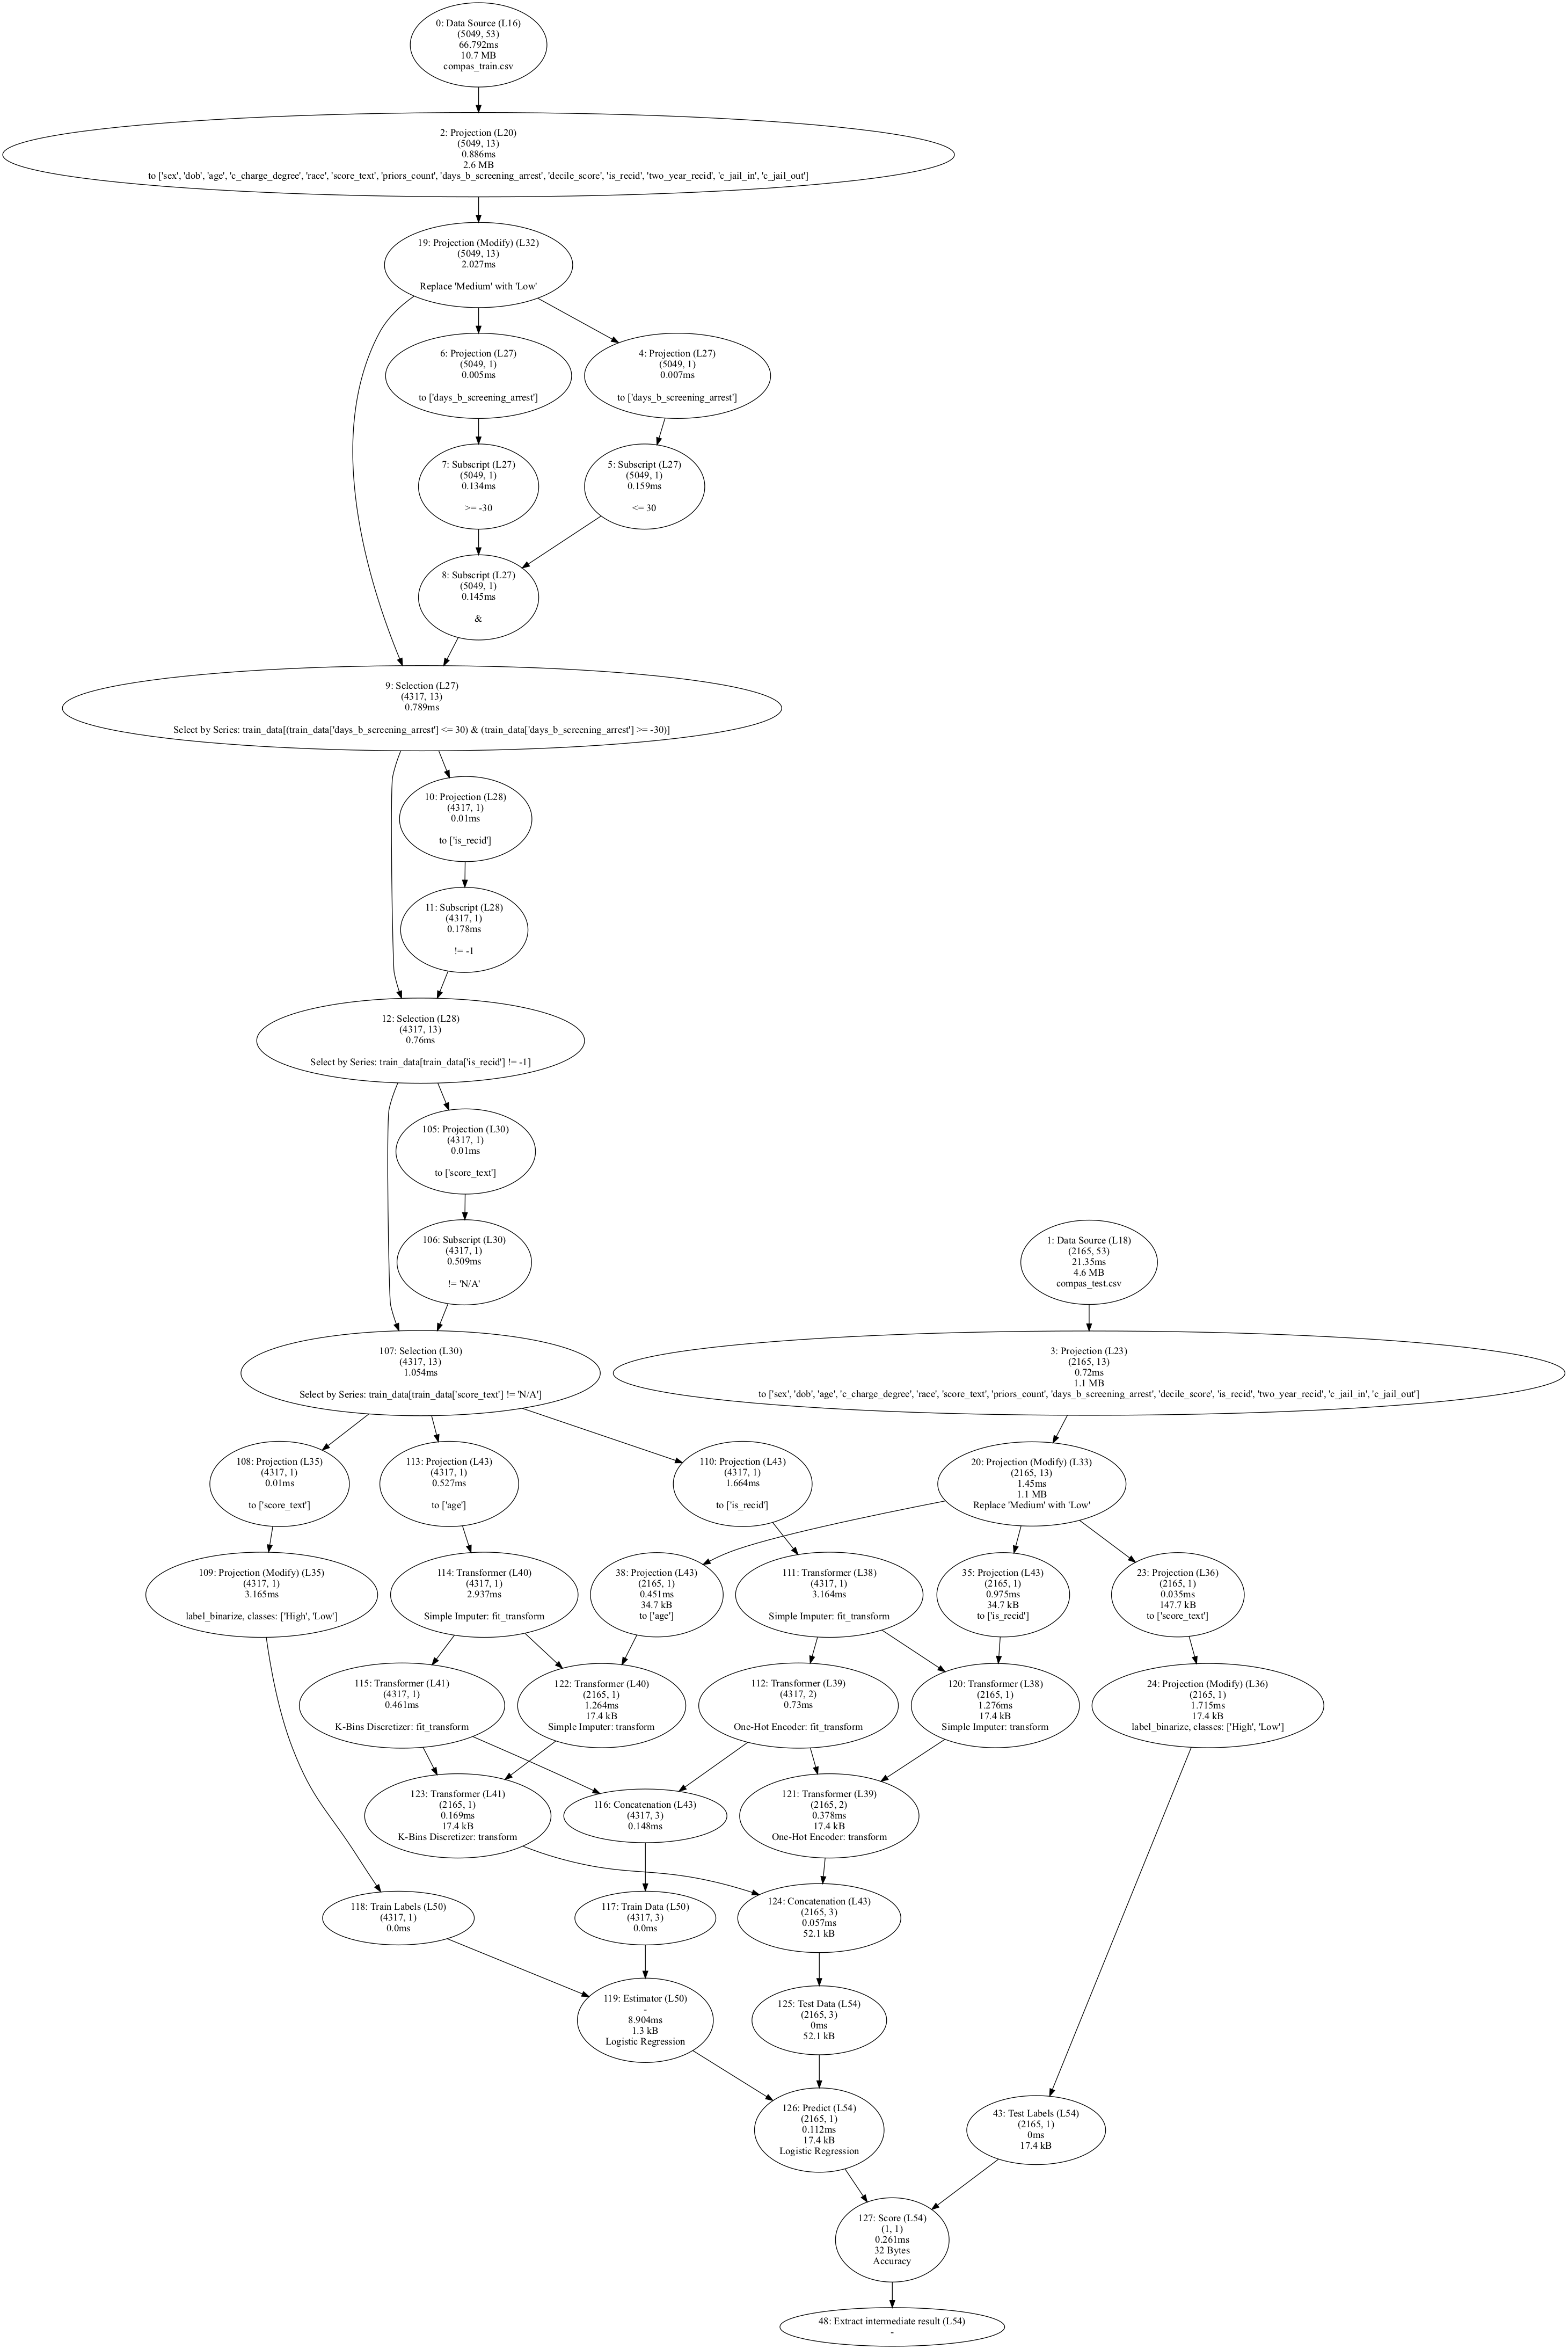 0: Data Source (L16)
(5049, 53)
66.792ms
10.7 MB
compas_train.csv
2: Projection (L20)
(5049, 13)
0.886ms
2.6 MB
to ['sex', 'dob', 'age', 'c_charge_degree', 'race', 'score_text', 'priors_count', 'days_b_screening_arrest', 'decile_score', 'is_recid', 'two_year_recid', 'c_jail_in', 'c_jail_out']
19: Projection (Modify) (L32)
(5049, 13)
2.027ms
Replace 'Medium' with 'Low'
6: Projection (L27)
(5049, 1)
0.005ms
to ['days_b_screening_arrest']
4: Projection (L27)
(5049, 1)
0.007ms
to ['days_b_screening_arrest']
7: Subscript (L27)
(5049, 1)
0.134ms
>= -30
5: Subscript (L27)
(5049, 1)
0.159ms
<= 30
8: Subscript (L27)
(5049, 1)
0.145ms
&
9: Selection (L27)
(4317, 13)
0.789ms
Select by Series: train_data[(train_data['days_b_screening_arrest'] <= 30) & (train_data['days_b_screening_arrest'] >= -30)]
10: Projection (L28)
(4317, 1)
0.01ms
to ['is_recid']
11: Subscript (L28)
(4317, 1)
0.178ms
!= -1
12: Selection (L28)
(4317, 13)
0.76ms
Select by Series: train_data[train_data['is_recid'] != -1]
105: Projection (L30)
(4317, 1)
0.01ms
to ['score_text']
106: Subscript (L30)
(4317, 1)
0.509ms
!= 'N/A'
1: Data Source (L18)
(2165, 53)
21.35ms
4.6 MB
compas_test.csv
107: Selection (L30)
(4317, 13)
1.054ms
Select by Series: train_data[train_data['score_text'] != 'N/A']
3: Projection (L23)
(2165, 13)
0.72ms
1.1 MB
to ['sex', 'dob', 'age', 'c_charge_degree', 'race', 'score_text', 'priors_count', 'days_b_screening_arrest', 'decile_score', 'is_recid', 'two_year_recid', 'c_jail_in', 'c_jail_out']
108: Projection (L35)
(4317, 1)
0.01ms
to ['score_text']
113: Projection (L43)
(4317, 1)
0.527ms
to ['age']
110: Projection (L43)
(4317, 1)
1.664ms
to ['is_recid']
20: Projection (Modify) (L33)
(2165, 13)
1.45ms
1.1 MB
Replace 'Medium' with 'Low'
109: Projection (Modify) (L35)
(4317, 1)
3.165ms
label_binarize, classes: ['High', 'Low']
114: Transformer (L40)
(4317, 1)
2.937ms
Simple Imputer: fit_transform
38: Projection (L43)
(2165, 1)
0.451ms
34.7 kB
to ['age']
111: Transformer (L38)
(4317, 1)
3.164ms
Simple Imputer: fit_transform
35: Projection (L43)
(2165, 1)
0.975ms
34.7 kB
to ['is_recid']
23: Projection (L36)
(2165, 1)
0.035ms
147.7 kB
to ['score_text']
115: Transformer (L41)
(4317, 1)
0.461ms
K-Bins Discretizer: fit_transform
122: Transformer (L40)
(2165, 1)
1.264ms
17.4 kB
Simple Imputer: transform
112: Transformer (L39)
(4317, 2)
0.73ms
One-Hot Encoder: fit_transform
120: Transformer (L38)
(2165, 1)
1.276ms
17.4 kB
Simple Imputer: transform
24: Projection (Modify) (L36)
(2165, 1)
1.715ms
17.4 kB
label_binarize, classes: ['High', 'Low']
123: Transformer (L41)
(2165, 1)
0.169ms
17.4 kB
K-Bins Discretizer: transform
116: Concatenation (L43)
(4317, 3)
0.148ms
121: Transformer (L39)
(2165, 2)
0.378ms
17.4 kB
One-Hot Encoder: transform
118: Train Labels (L50)
(4317, 1)
0.0ms
117: Train Data (L50)
(4317, 3)
0.0ms
124: Concatenation (L43)
(2165, 3)
0.057ms
52.1 kB
119: Estimator (L50)
-
8.904ms
1.3 kB
Logistic Regression
125: Test Data (L54)
(2165, 3)
0ms
52.1 kB
126: Predict (L54)
(2165, 1)
0.112ms
17.4 kB
Logistic Regression
43: Test Labels (L54)
(2165, 1)
0ms
17.4 kB
127: Score (L54)
(1, 1)
0.261ms
32 Bytes
Accuracy
48: Extract intermediate result (L54)
-